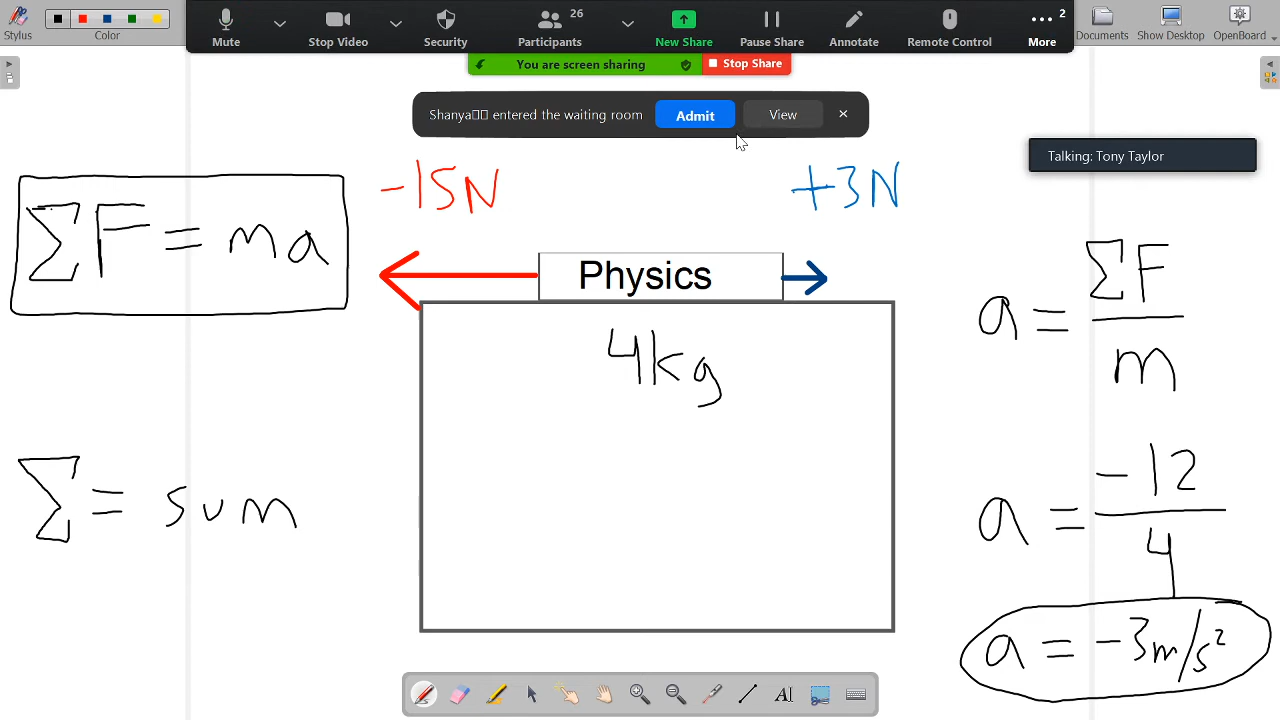 Stylus
Color
Mute
Stop Video
Security
Participants 26
New Share
Pause Share
Annotate
Remote Control
More 2
Documents
Show Desktop
OpenBoard
You are screen sharing
Stop Share
Shanya▯▯ entered the waiting room
Admit
View
Talking: Tony Taylor
-15N
+3N
ΣF = ma
Physics
4kg
a = ΣF/m
Σ = sum
a = -12/4
a = -3m/s²
AI